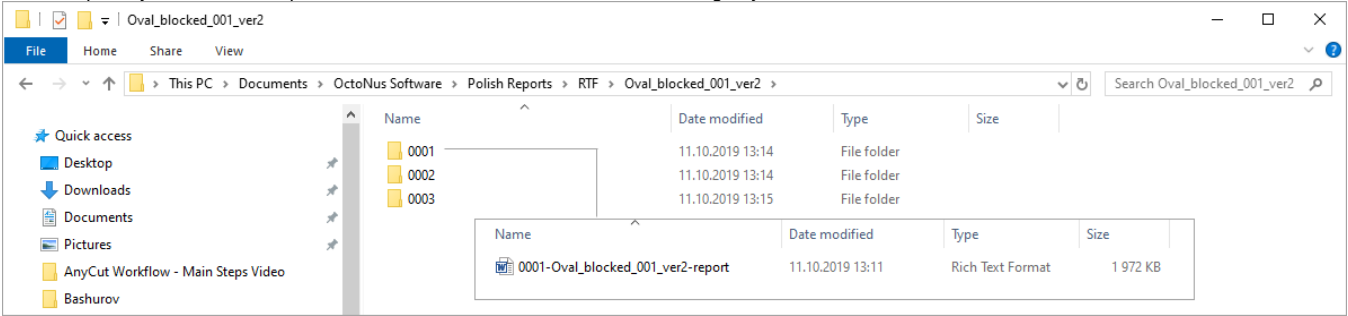 Oval_blocked_001_ver2
File Home Share View
This PC > Documents > OctoNus Software > Polish Reports > RTF > Oval_blocked_001_ver2 > Search Oval_blocked_001_ver2
Name Date modified Type Size
Quick access
Desktop
Downloads
Documents
Pictures
AnyCut Workflow - Main Steps Video
Bashurov
0001 11.10.2019 13:14 File folder
0002 11.10.2019 13:14 File folder
0003 11.10.2019 13:15 File folder
Name Date modified Type Size
0001-Oval_blocked_001_ver2-report 11.10.2019 13:11 Rich Text Format 1 972 KB